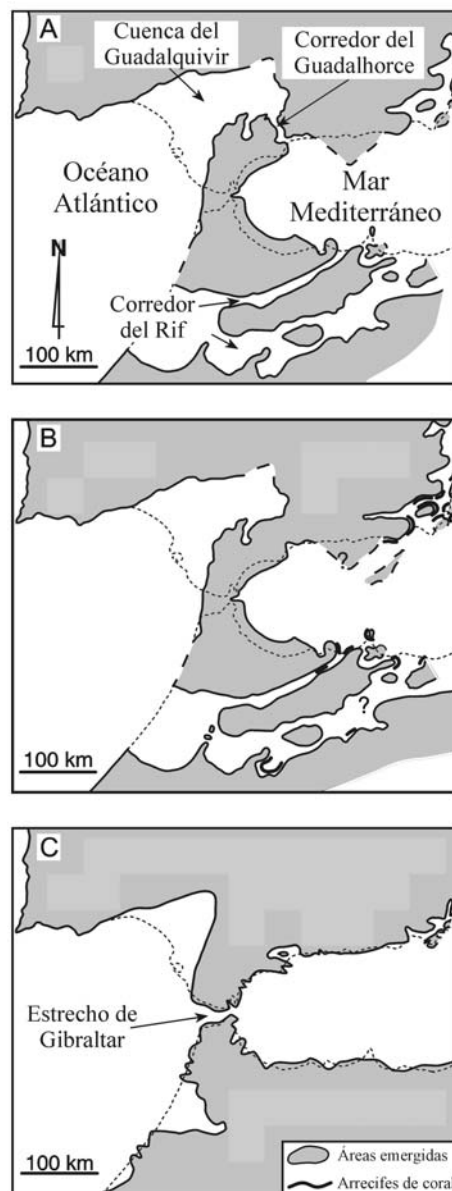 A
Cuenca del
Guadalquivir
Corredor del
Guadalhorce
Océano
Atlántico
Mar
Mediterráneo
N
Corredor
del Rif
100 km
B
?
100 km
C
Estrecho de
Gibraltar
100 km
Áreas emergidas
Arrecifes de coral